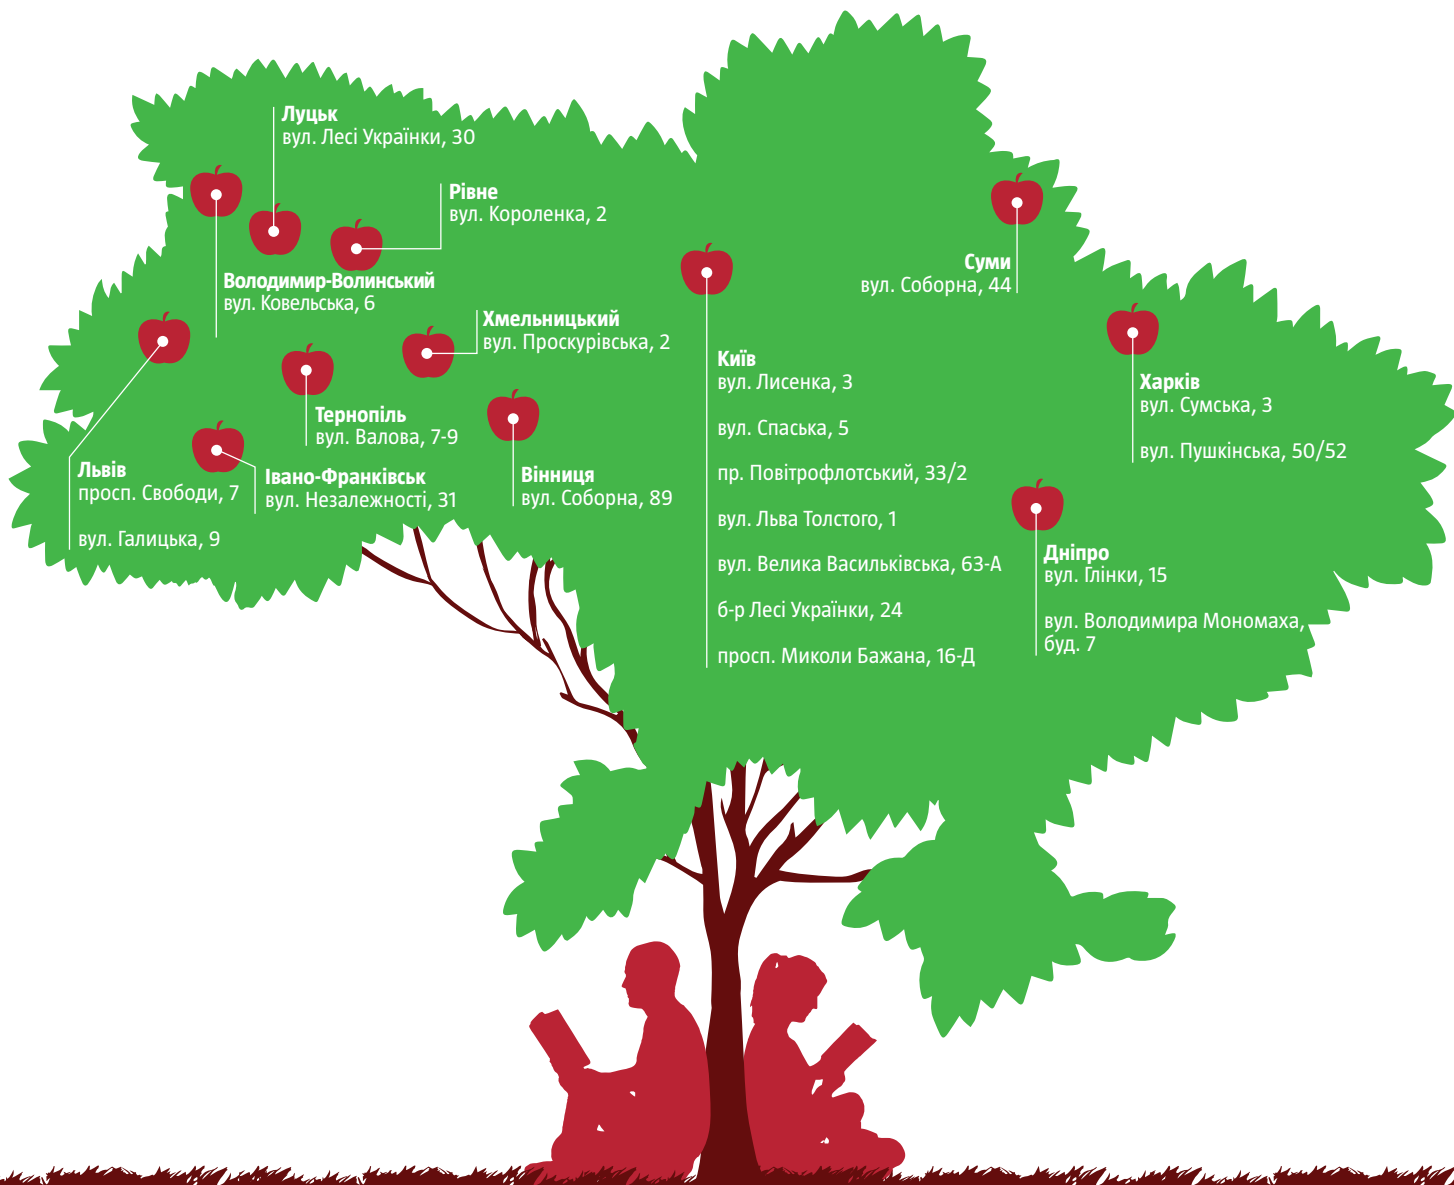 Луцьк
вул. Лесі Українки, 30
Рівне
вул. Короленка, 2
Володимир-Волинський
вул. Ковельська, 6
Хмельницький
вул. Проскурівська, 2
Тернопіль
вул. Валова, 7-9
Львів
просп. Свободи, 7
вул. Галицька, 9
Івано-Франківськ
вул. Незалежності, 31
Вінниця
вул. Соборна, 89
Київ
вул. Лисенка, 3
вул. Спаська, 5
пр. Повітрофлотський, 33/2
вул. Льва Толстого, 1
вул. Велика Васильківська, 63-А
б-р Лесі Українки, 24
просп. Миколи Бажана, 16-Д
Суми
вул. Соборна, 44
Харків
вул. Сумська, 3
вул. Пушкінська, 50/52
Дніпро
вул. Глінки, 15
вул. Володимира Мономаха,
буд. 7